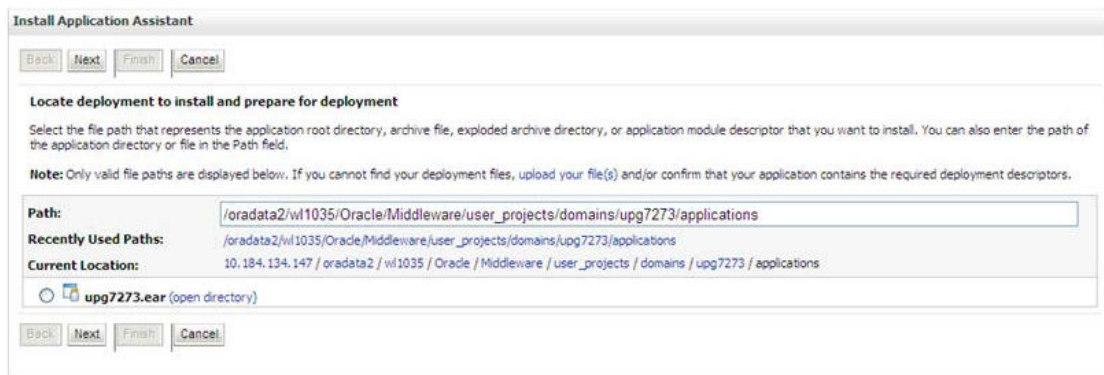 Install Application Assistant
Back Next Finish Cancel
Locate deployment to install and prepare for deployment
Select the file path that represents the application root directory, archive file, exploded archive directory, or application module descriptor that you want to install. You can also enter the path of
the application directory or file in the Path field.
Note: Only valid file paths are displayed below. If you cannot find your deployment files, upload your file(s) and/or confirm that your application contains the required deployment descriptors.
Path: /oradata2/wl1035/Oracle/Middleware/user_projects/domains/upg7273/applications
Recently Used Paths: /oradata2/wl1035/Oracle/Middleware/user_projects/domains/upg7273/applications
Current Location: 10.184.134.147 / oradata2 / wl1035 / Oracle / Middleware / user_projects / domains / upg7273 / applications
upg7273.ear (open directory)
Back Next Finish Cancel